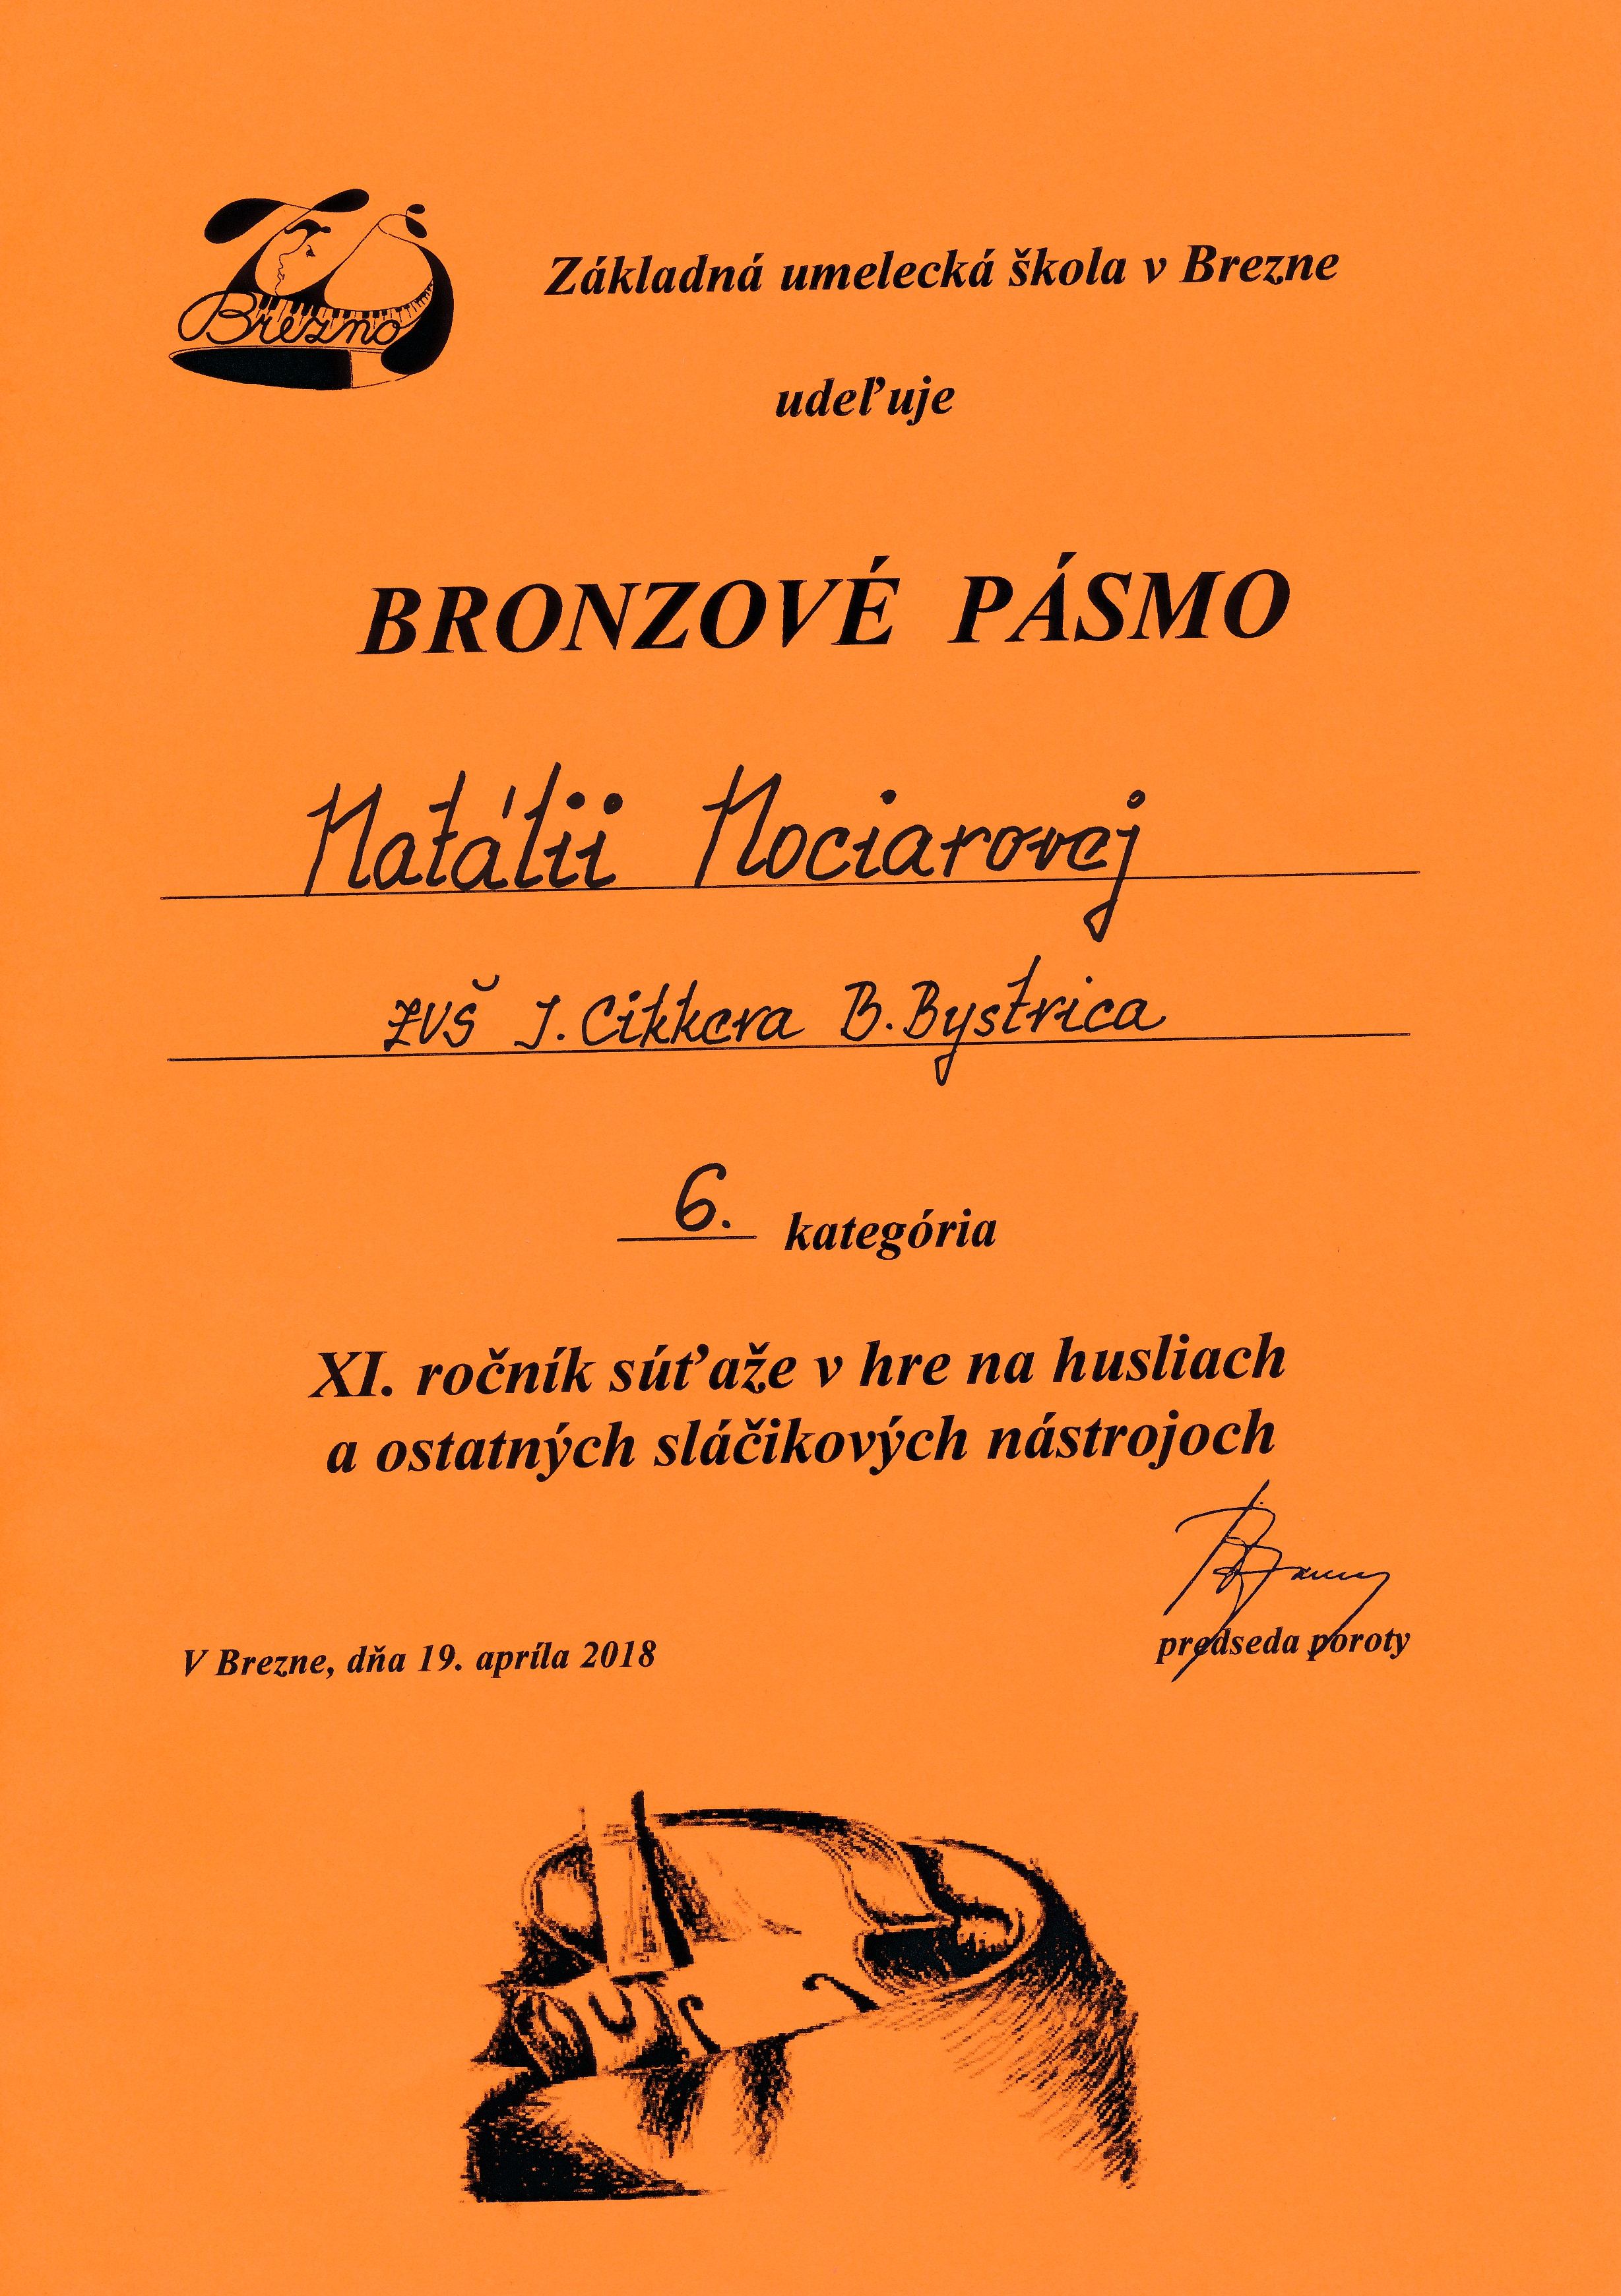 Brezno
Základná umelecká škola v Brezne
udeľuje
BRONZOVÉ PÁSMO
Natálii Nociarovej
ZUŠ J. Cikkera B. Bystrica
6. kategória
XI. ročník súťaže v hre na husliach
a ostatných sláčikových nástrojoch
V Brezne, dňa 19. apríla 2018
predseda poroty